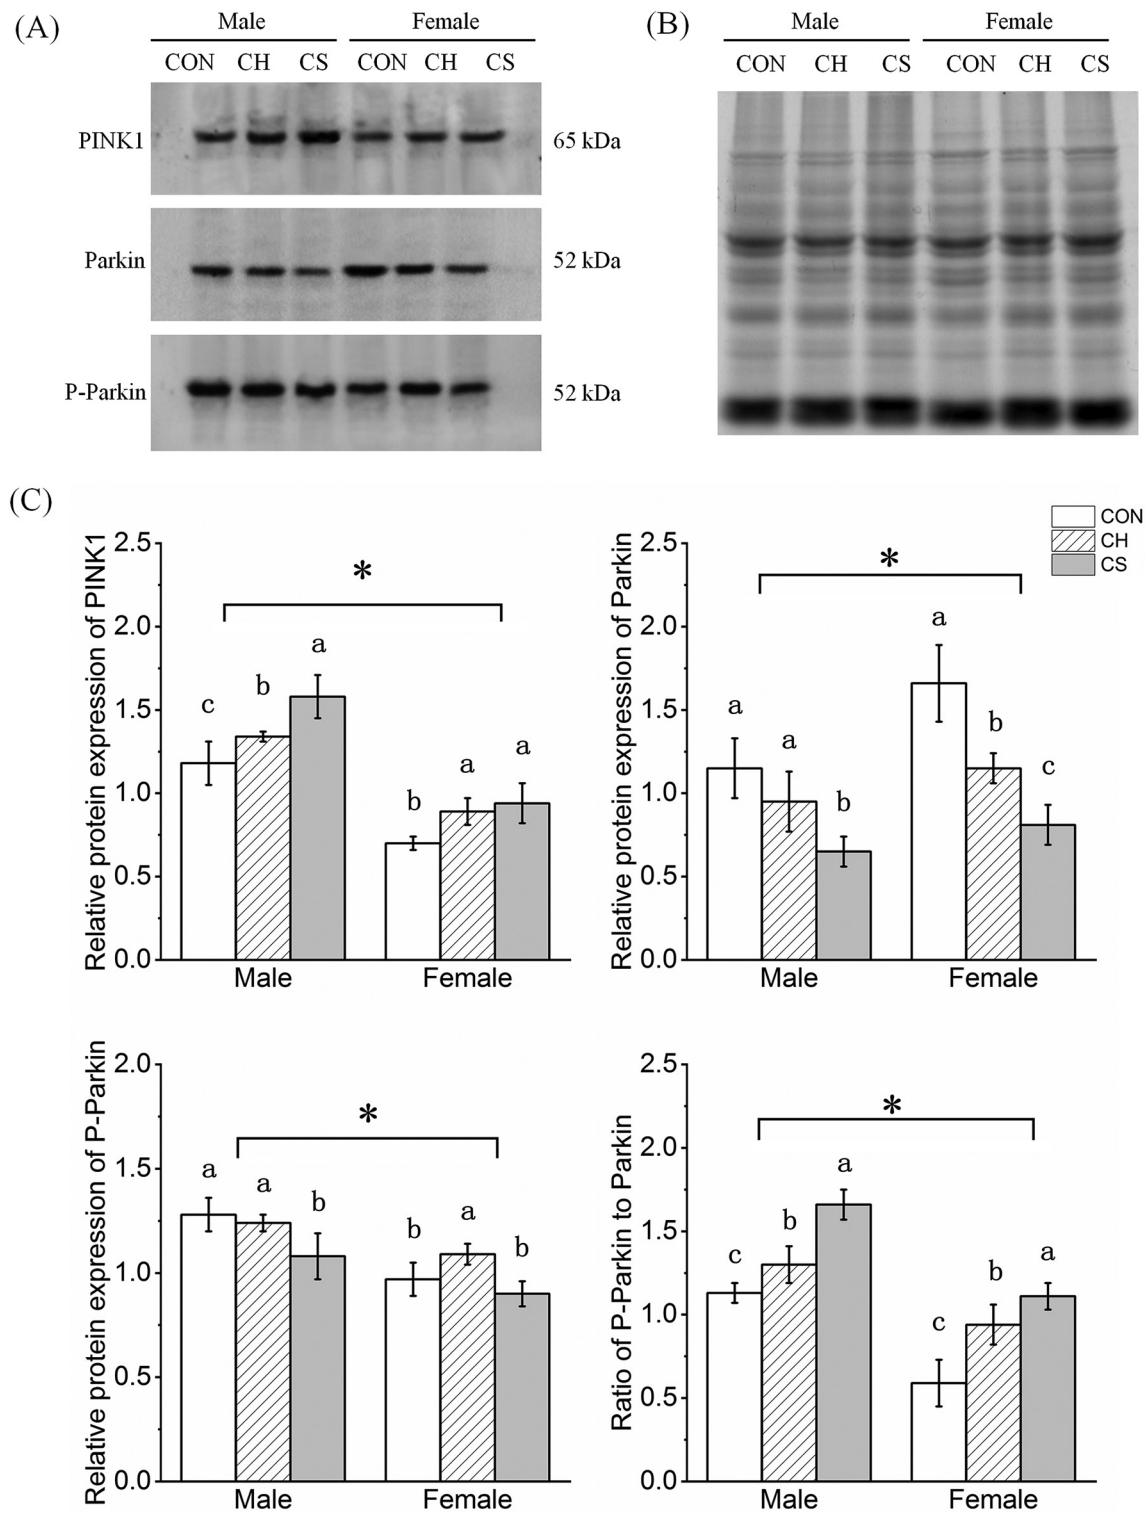 (A)
Male Female
CON CH CS CON CH CS
PINK1 65 kDa
Parkin 52 kDa
P-Parkin 52 kDa
(B)
Male Female
CON CH CS CON CH CS
(C)
CON
CH
CS
Relative protein expression of PINK1
2.5
2.0
1.5
1.0
0.5
0.0
*
c b a b a a
Male Female
Relative protein expression of Parkin
2.5
2.0
1.5
1.0
0.5
0.0
*
a a b a b c
Male Female
Relative protein expression of P-Parkin
2.0
1.5
1.0
0.5
0.0
*
a a b b a b
Male Female
Ratio of P-Parkin to Parkin
2.5
2.0
1.5
1.0
0.5
0.0
*
c b a c b a
Male Female